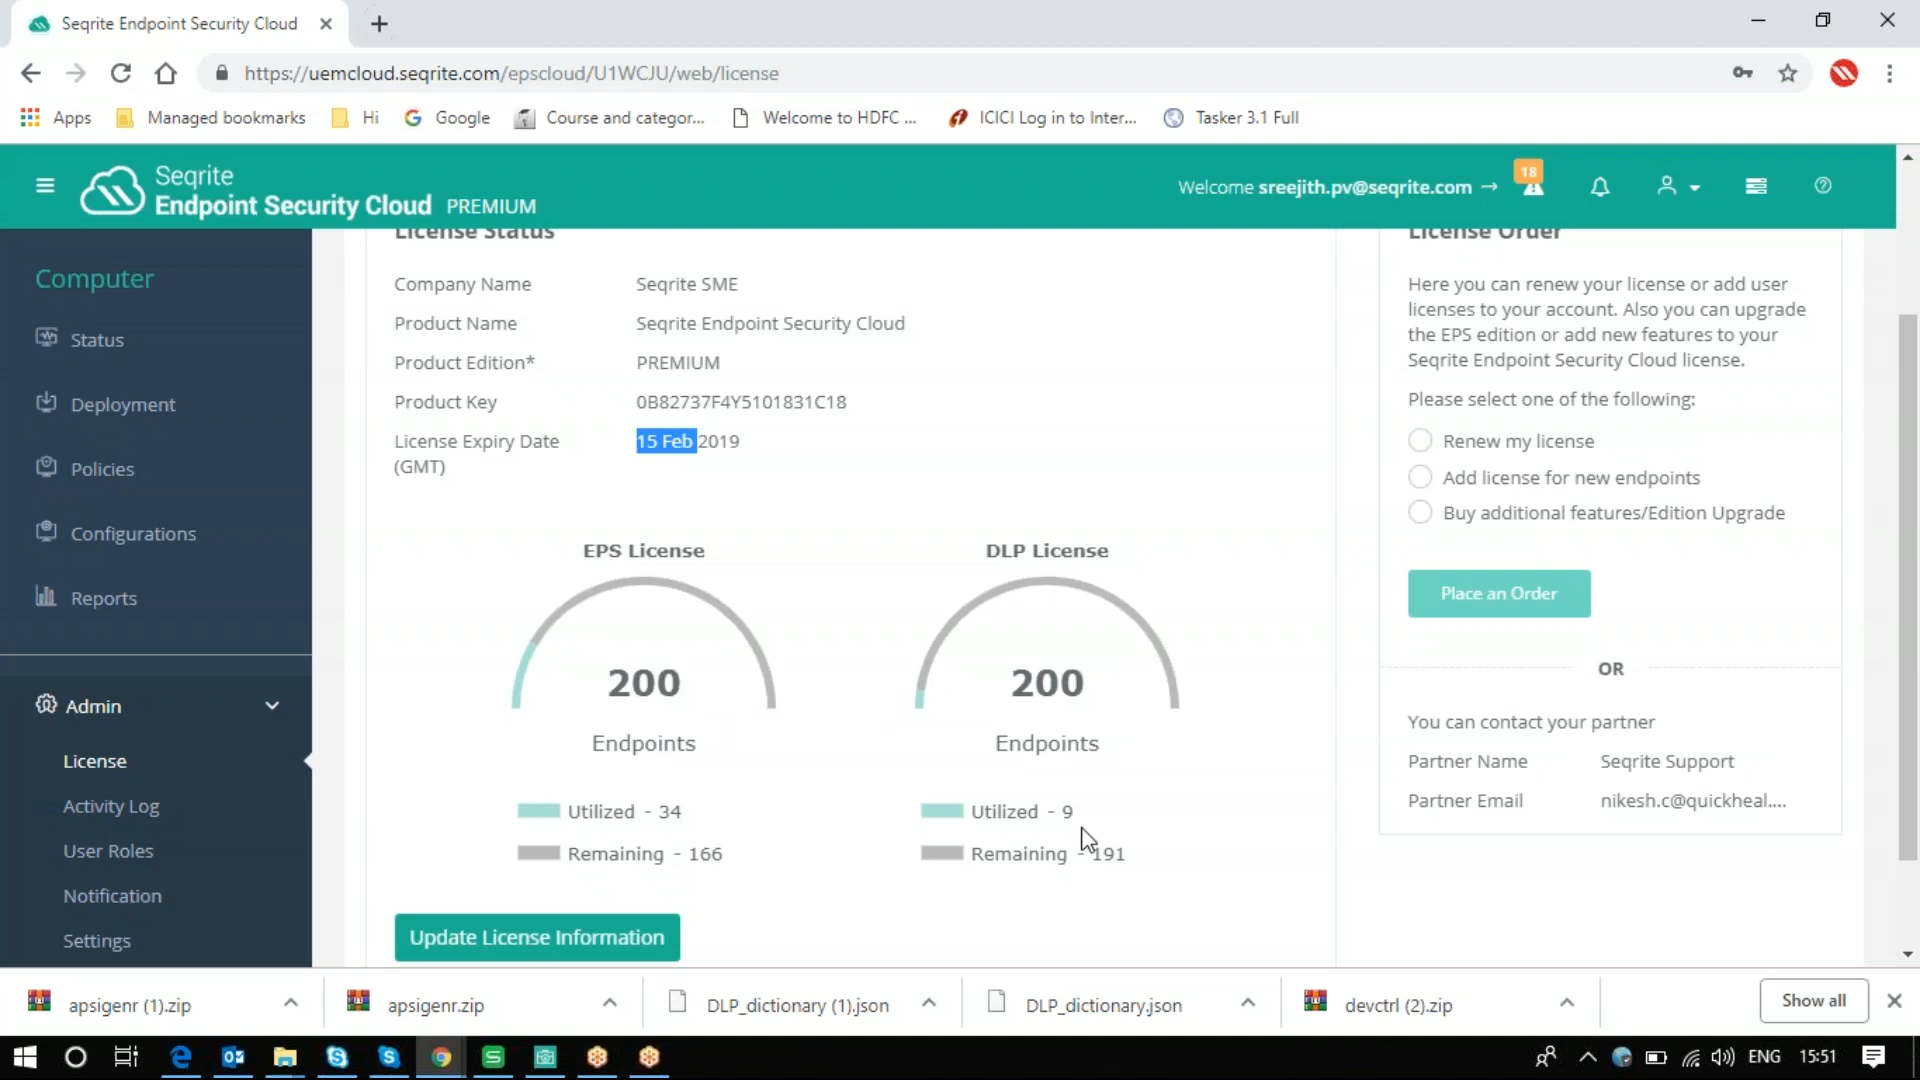 Seqrite Endpoint Security Cloud
https://uemcloud.seqrite.com/epscloud/U1WCJU/web/license
Apps
Managed bookmarks
Hi
Google
Course and categor...
Welcome to HDFC ...
ICICI Log in to Inter...
Tasker 3.1 Full
Seqrite
Endpoint Security Cloud PREMIUM
Welcome sreejith.pv@seqrite.com →
18
Computer
Status
Deployment
Policies
Configurations
Reports
Admin
License
Activity Log
User Roles
Notification
Settings
License Status
Company Name Seqrite SME
Product Name Seqrite Endpoint Security Cloud
Product Edition* PREMIUM
Product Key 0B82737F4Y5101831C18
License Expiry Date 15 Feb 2019
(GMT)
EPS License
200
Endpoints
Utilized - 34
Remaining - 166
DLP License
200
Endpoints
Utilized - 9
Remaining - 191
Update License Information
License Order
Here you can renew your license or add user
licenses to your account. Also you can upgrade
the EPS edition or add new features to your
Seqrite Endpoint Security Cloud license.
Please select one of the following:
Renew my license
Add license for new endpoints
Buy additional features/Edition Upgrade
Place an Order
OR
You can contact your partner
Partner Name Seqrite Support
Partner Email nikesh.c@quickheal....
apsigenr (1).zip
apsigenr.zip
DLP_dictionary (1).json
DLP_dictionary.json
devctrl (2).zip
Show all
ENG
15:51